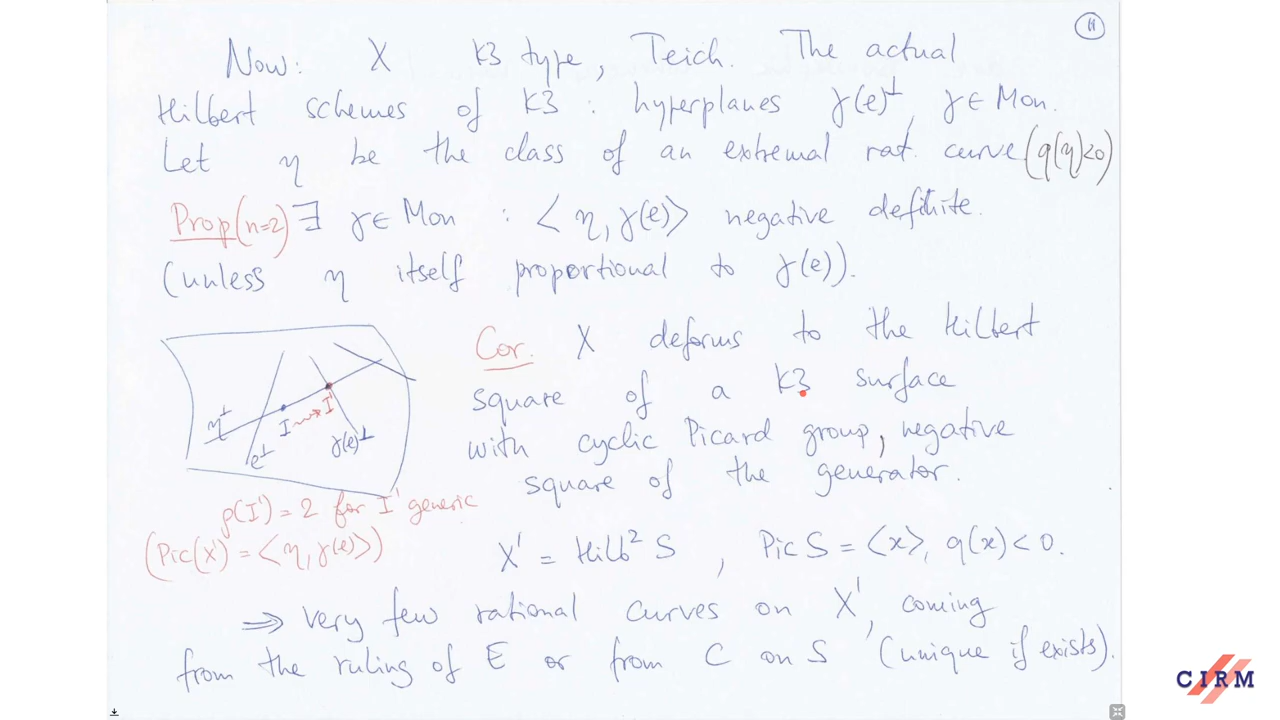 11
Now: X K3 type, Teich. The actual
Hilbert schemes of K3 : hyperplanes γ(e)^⊥, γ ∈ Mon.
Let η be the class of an extremal rat. curve (q(η)<0)
Prop (n=2) ∃ γ ∈ Mon : <η, γ(e)> negative definite.
(unless η itself proportional to γ(e)).
Cor. X deforms to the Hilbert
square of a K3 surface
with cyclic Picard group, negative
square of the generator.
η^⊥ e^⊥ I ⇝ I' γ(e)^⊥
ρ(I') = 2 for I' generic
(Pic(X') = <η, γ(e)>)
X' = Hilb² S , Pic S = <x>, q(x) < 0.
⇒ very few rational curves on X', coming
from the ruling of E or from C on S (unique if exists).
CIRM